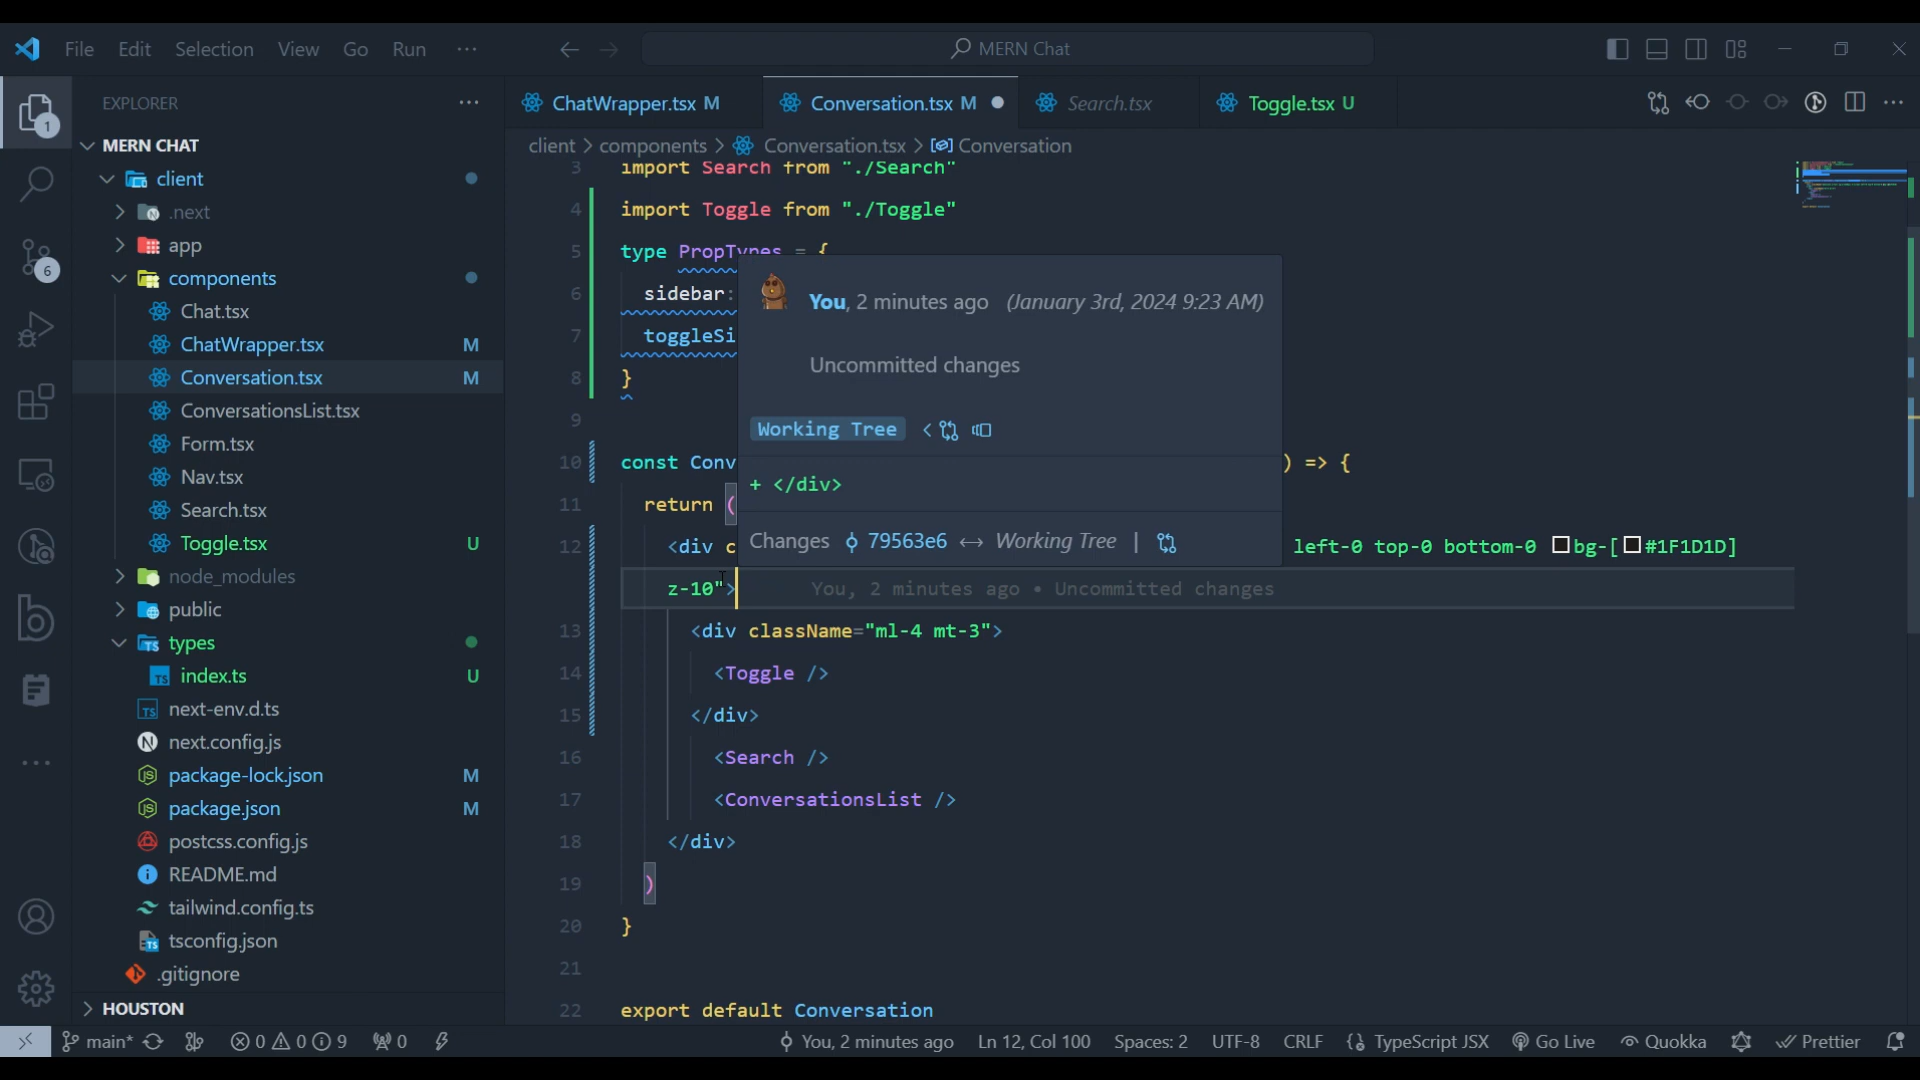 File Edit Selection View Go Run ··· ← → MERN Chat
EXPLORER ···
MERN CHAT
client
.next
app
components
Chat.tsx
ChatWrapper.tsx M
Conversation.tsx M
ConversationsList.tsx
Form.tsx
Nav.tsx
Search.tsx
Toggle.tsx U
node_modules
public
types
index.ts U
next-env.d.ts
next.config.js
package-lock.json M
package.json M
postcss.config.js
README.md
tailwind.config.ts
tsconfig.json
.gitignore
HOUSTON
1
6
ChatWrapper.tsx M Conversation.tsx M ● Search.tsx Toggle.tsx U
client > components > Conversation.tsx > Conversation
3 import Search from "./Search"
4 import Toggle from "./Toggle"
5 type PropTypes = {
6 sidebar:
7 toggleSi
8 }
9
10 const Conv ) => {
11 return (
12 <div c left-0 top-0 bottom-0 bg-[#1F1D1D]
z-10"> You, 2 minutes ago • Uncommitted changes
13 <div className="ml-4 mt-3">
14 <Toggle />
15 </div>
16 <Search />
17 <ConversationsList />
18 </div>
19 )
20 }
21
22 export default Conversation
You, 2 minutes ago (January 3rd, 2024 9:23 AM)
Uncommitted changes
Working Tree
+ </div>
Changes 79563e6 ↔ Working Tree |
main* 0 0 9 0 You, 2 minutes ago Ln 12, Col 100 Spaces: 2 UTF-8 CRLF {} TypeScript JSX Go Live Quokka Prettier